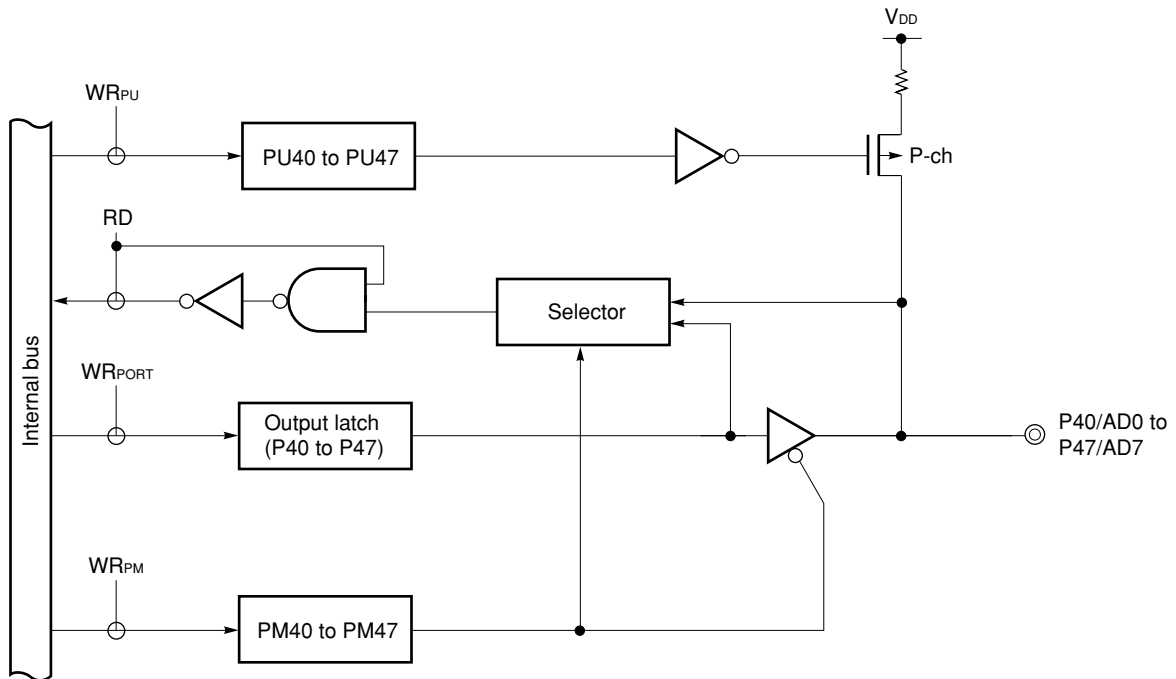 VDD
WRPU
PU40 to PU47
P-ch
RD
Selector
Internal bus
WRPORT
Output latch
(P40 to P47)
P40/AD0 to
P47/AD7
WRPM
PM40 to PM47